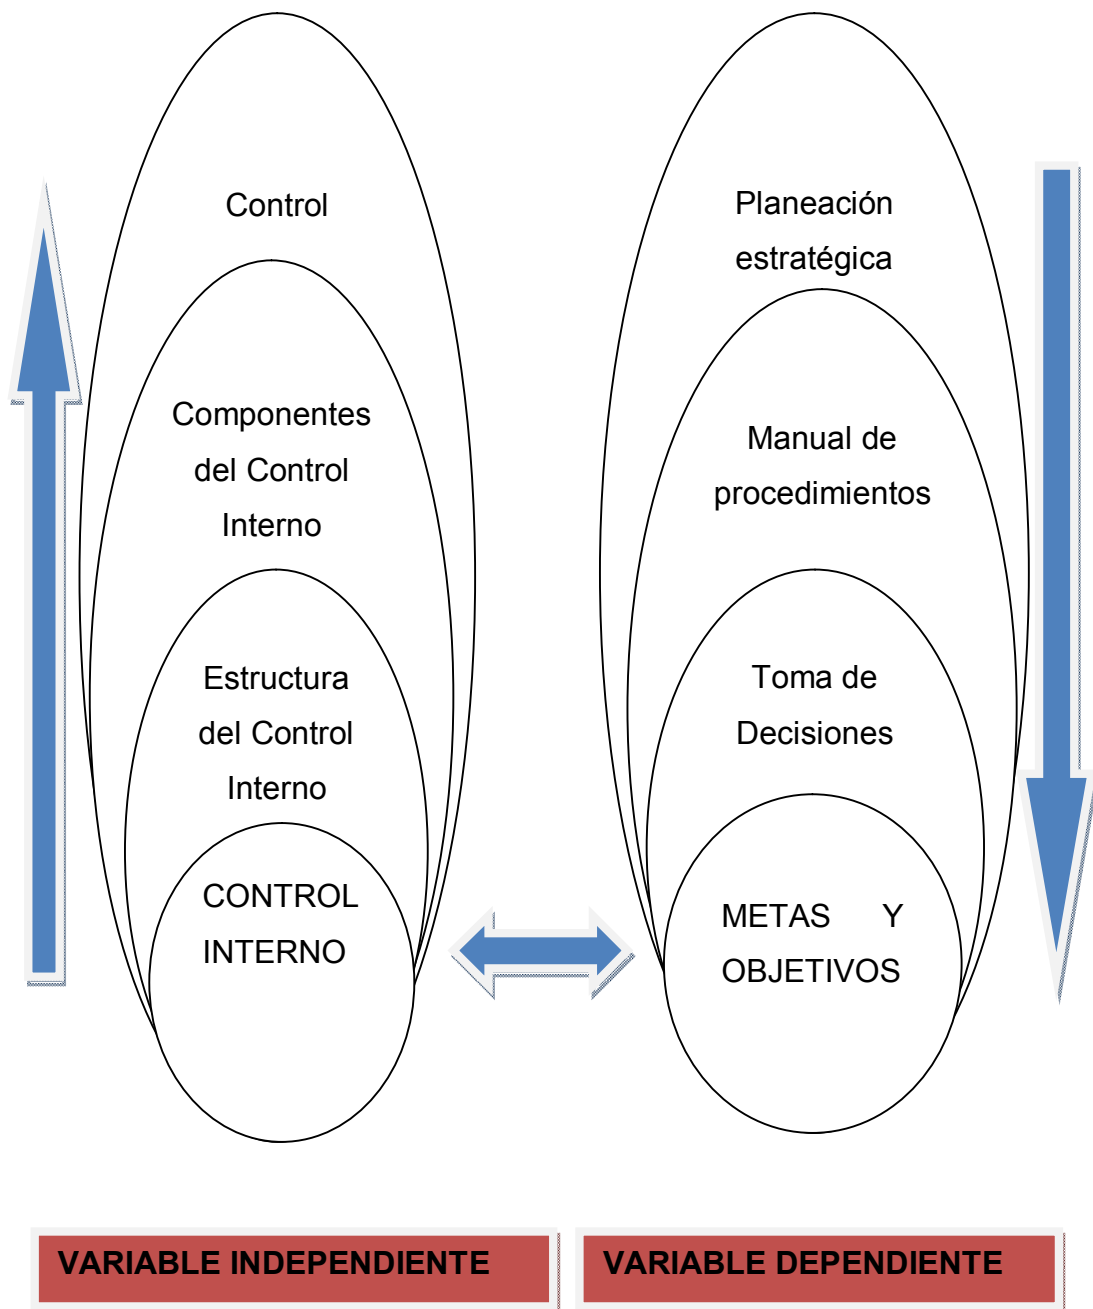 Control
Componentes
del Control
Interno
Estructura
del Control
Interno
CONTROL
INTERNO
Planeación
estratégica
Manual de
procedimientos
Toma de
Decisiones
METAS Y
OBJETIVOS
VARIABLE INDEPENDIENTE
VARIABLE DEPENDIENTE